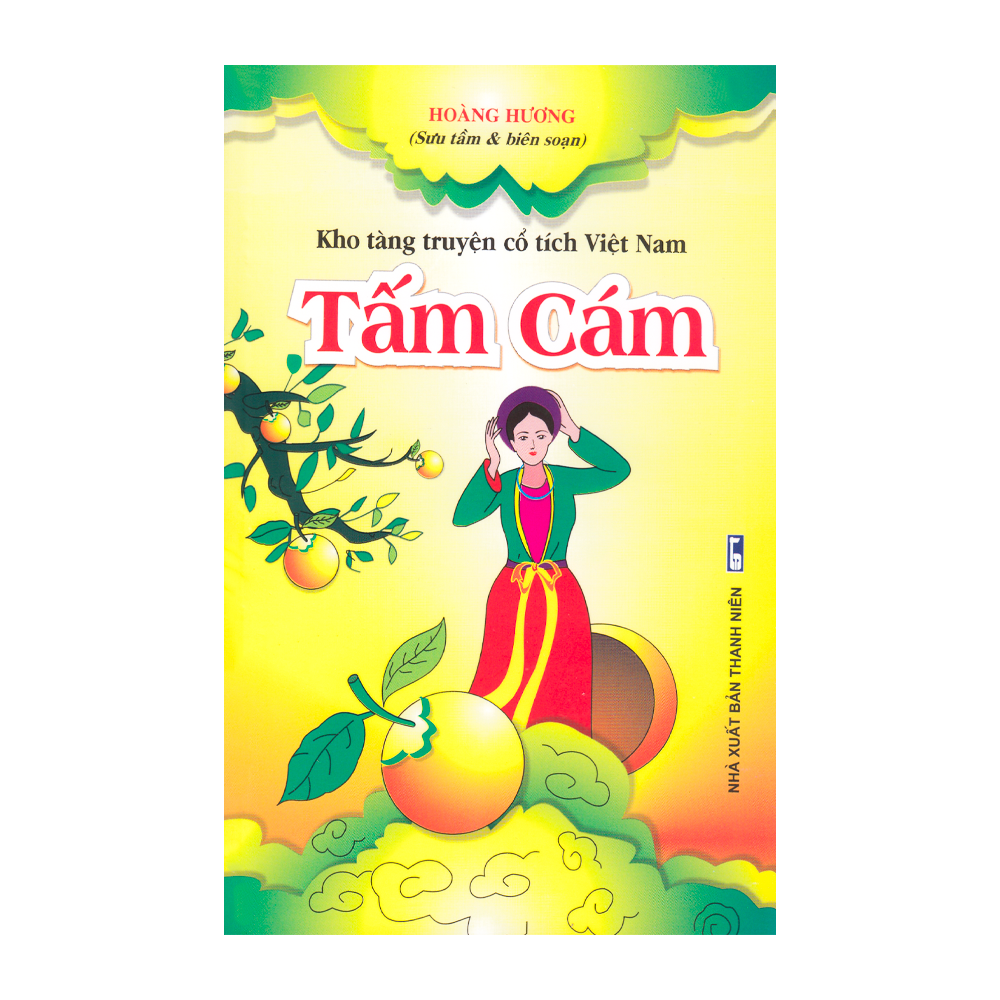 HOÀNG HƯƠNG
(Sưu tầm & biên soạn)
Kho tàng truyện cổ tích Việt Nam
Tấm Cám
NHÀ XUẤT BẢN THANH NIÊN